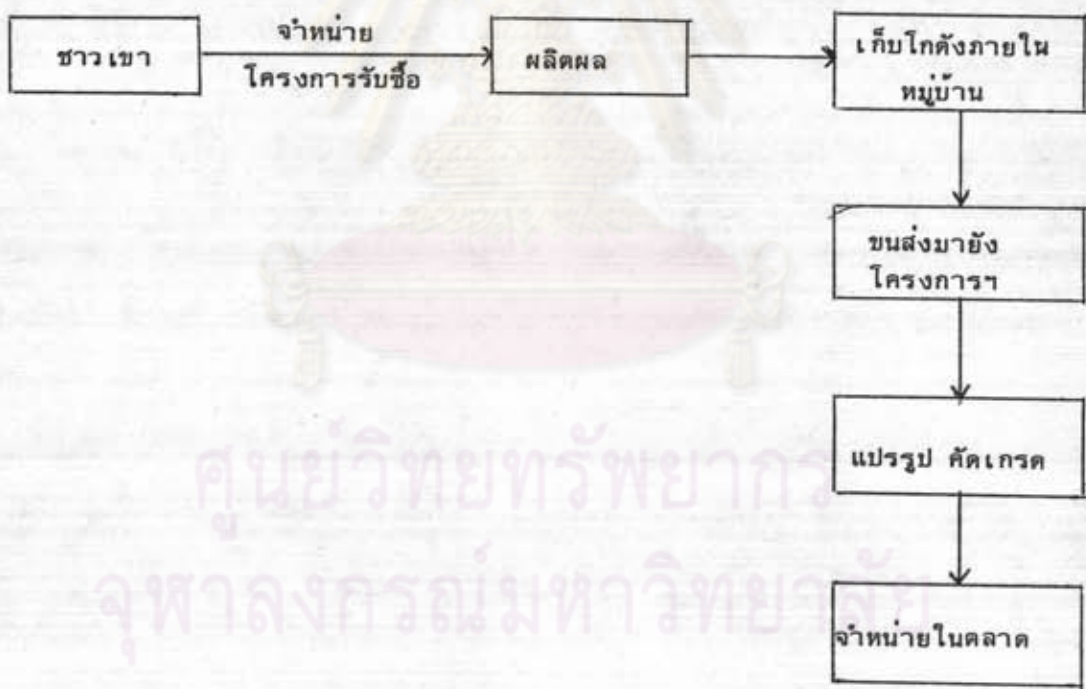 ชาวเขา
จำหน่าย
โครงการรับซื้อ
ผลิตผล
เก็บโกดังภายใน
หมู่บ้าน
ขนส่งมายัง
โครงการฯ
แปรรูป คัดเกรด
จำหน่ายในตลาด
ศูนย์วิทยทรัพยากร
จุฬาลงกรณ์มหาวิทยาลัย